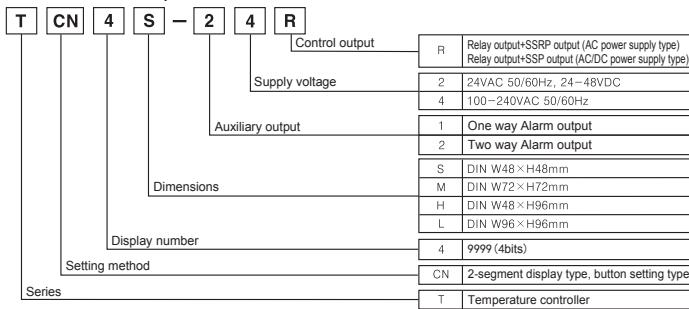 T CN 4 S - 2 4 R
Control output
R Relay output+SSRP output (AC power supply type)
Relay output+SSP output (AC/DC power supply type)
Supply voltage
2 24VAC 50/60Hz, 24-48VDC
4 100-240VAC 50/60Hz
Auxiliary output
1 One way Alarm output
2 Two way Alarm output
Dimensions
S DIN W48×H48mm
M DIN W72×H72mm
H DIN W48×H96mm
L DIN W96×H96mm
Display number
4 9999 (4bits)
Setting method
CN 2-segment display type, button setting type
Series
T Temperature controller